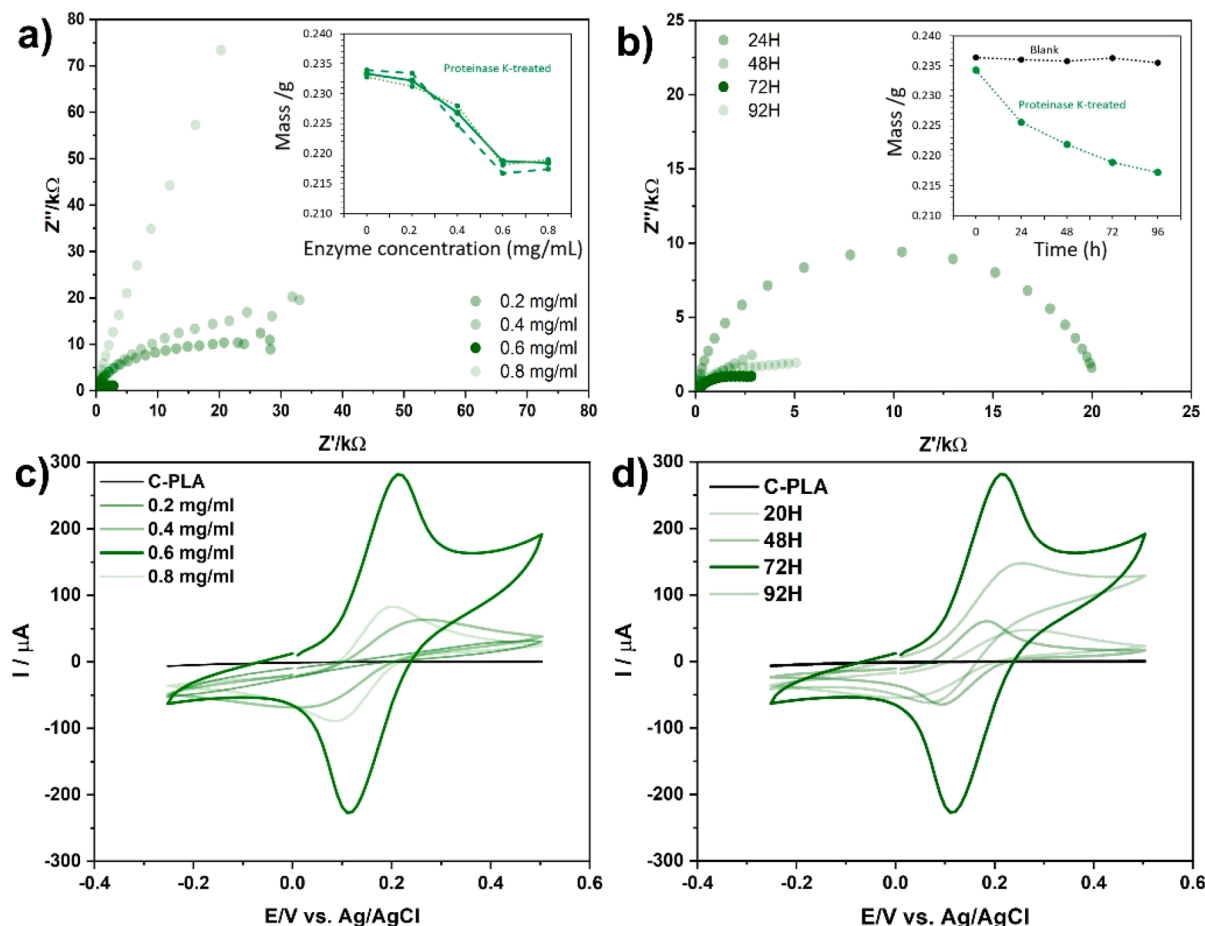 a)
Z''/kΩ
80
70
60
50
40
30
20
10
0
0 10 20 30 40 50 60 70 80
Z'/kΩ
0.2 mg/ml
0.4 mg/ml
0.6 mg/ml
0.8 mg/ml
Mass /g
0.240
0.235
0.230
0.225
0.220
0.215
0.210
Proteinase K-treated
0 0.2 0.4 0.6 0.8
Enzyme concentration (mg/mL)
b)
Z''/kΩ
25
20
15
10
5
0
0 5 10 15 20 25
Z'/kΩ
24H
48H
72H
92H
Mass /g
0.240
0.235
0.230
0.225
0.220
0.215
0.210
Blank
Proteinase K-treated
0 24 48 72 96
Time (h)
c)
I / µA
300
200
100
0
-100
-200
-300
-0.4 -0.2 0.0 0.2 0.4 0.6
E/V vs. Ag/AgCl
C-PLA
0.2 mg/ml
0.4 mg/ml
0.6 mg/ml
0.8 mg/ml
d)
I / µA
300
200
100
0
-100
-200
-300
-0.4 -0.2 0.0 0.2 0.4 0.6
E/V vs. Ag/AgCl
C-PLA
20H
48H
72H
92H